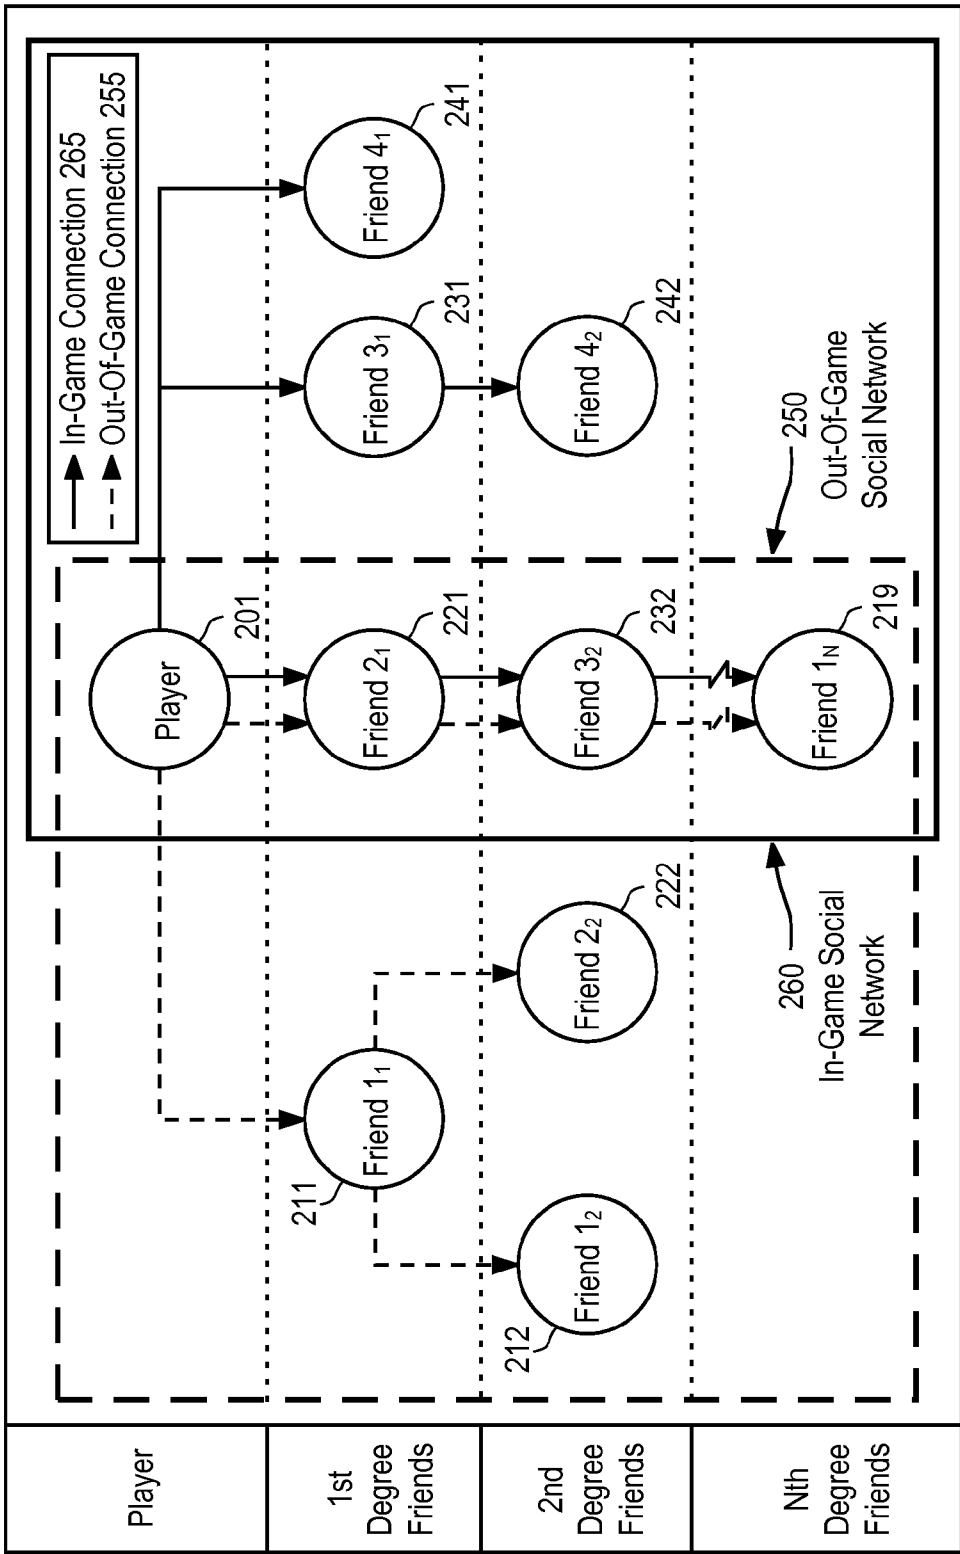 Player
1st
Degree
Friends
2nd
Degree
Friends
Nth
Degree
Friends
In-Game Connection 265
Out-Of-Game Connection 255
Player
201
211
Friend 1₁
Friend 2₁
221
Friend 3₁
231
Friend 4₁
241
212
Friend 1₂
Friend 2₂
222
Friend 3₂
232
Friend 4₂
242
260
In-Game Social
Network
Friend 1N
219
250
Out-Of-Game
Social Network